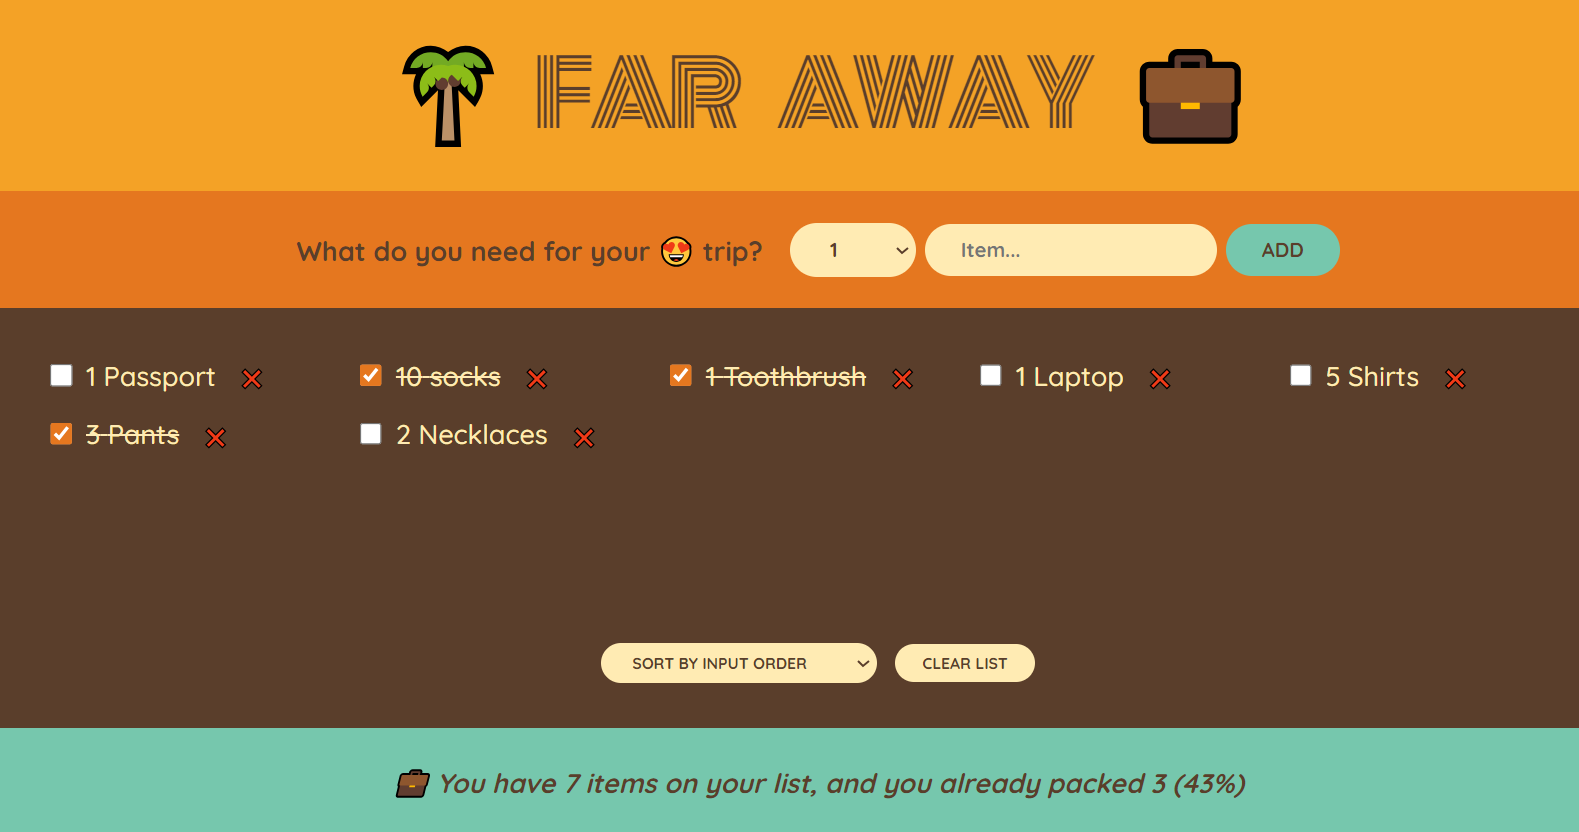 FAR AWAY
What do you need for your 😍 trip? 1 Item... ADD
1 Passport ❌ 10 socks ❌ 1 Toothbrush ❌ 1 Laptop ❌ 5 Shirts ❌
3 Pants ❌ 2 Necklaces ❌
SORT BY INPUT ORDER CLEAR LIST
You have 7 items on your list, and you already packed 3 (43%)